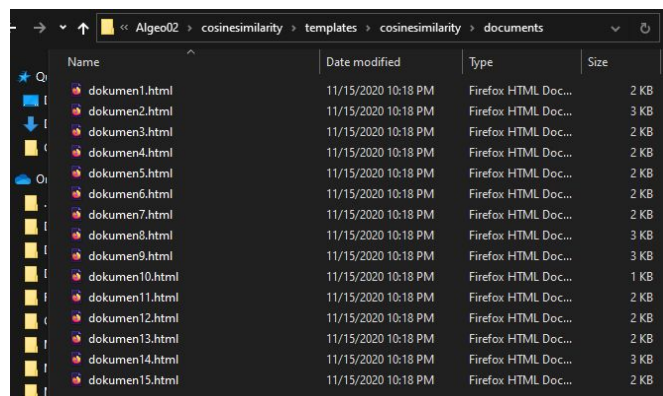 « Algeo02 > cosinesimilarity > templates > cosinesimilarity > documents
Name Date modified Type Size
dokumen1.html 11/15/2020 10:18 PM Firefox HTML Doc... 2 KB
dokumen2.html 11/15/2020 10:18 PM Firefox HTML Doc... 3 KB
dokumen3.html 11/15/2020 10:18 PM Firefox HTML Doc... 2 KB
dokumen4.html 11/15/2020 10:18 PM Firefox HTML Doc... 2 KB
dokumen5.html 11/15/2020 10:18 PM Firefox HTML Doc... 2 KB
dokumen6.html 11/15/2020 10:18 PM Firefox HTML Doc... 2 KB
dokumen7.html 11/15/2020 10:18 PM Firefox HTML Doc... 2 KB
dokumen8.html 11/15/2020 10:18 PM Firefox HTML Doc... 3 KB
dokumen9.html 11/15/2020 10:18 PM Firefox HTML Doc... 3 KB
dokumen10.html 11/15/2020 10:18 PM Firefox HTML Doc... 1 KB
dokumen11.html 11/15/2020 10:18 PM Firefox HTML Doc... 2 KB
dokumen12.html 11/15/2020 10:18 PM Firefox HTML Doc... 2 KB
dokumen13.html 11/15/2020 10:18 PM Firefox HTML Doc... 2 KB
dokumen14.html 11/15/2020 10:18 PM Firefox HTML Doc... 3 KB
dokumen15.html 11/15/2020 10:18 PM Firefox HTML Doc... 2 KB